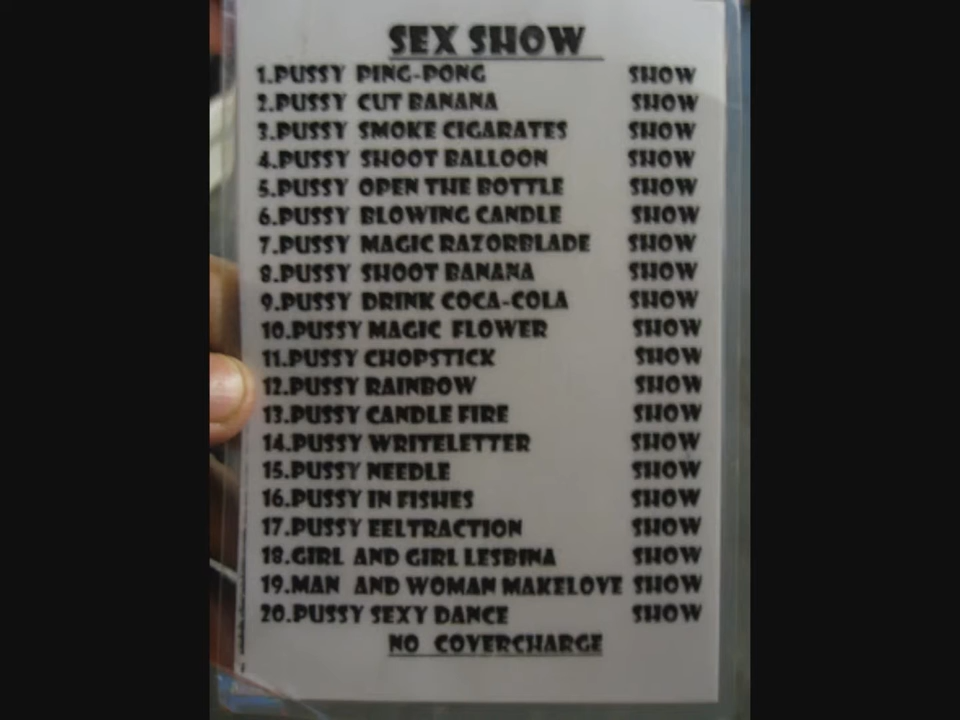 SEX SHOW
1.PUSSY PING-PONG SHOW
2.PUSSY CUT BANANA SHOW
3.PUSSY SMOKE CIGARATES SHOW
4.PUSSY SHOOT BALLOON SHOW
5.PUSSY OPEN THE BOTTLE SHOW
6.PUSSY BLOWING CANDLE SHOW
7.PUSSY MAGIC RAZORBLADE SHOW
8.PUSSY SHOOT BANANA SHOW
9.PUSSY DRINK COCA-COLA SHOW
10.PUSSY MAGIC FLOWER SHOW
11.PUSSY CHOPSTICK SHOW
12.PUSSY RAINBOW SHOW
13.PUSSY CANDLE FIRE SHOW
14.PUSSY WRITELETTER SHOW
15.PUSSY NEEDLE SHOW
16.PUSSY IN FISHES SHOW
17.PUSSY EELTRACTION SHOW
18.GIRL AND GIRL LESBINA SHOW
19.MAN AND WOMAN MAKELOVE SHOW
20.PUSSY SEXY DANCE SHOW
NO COVERCHARGE